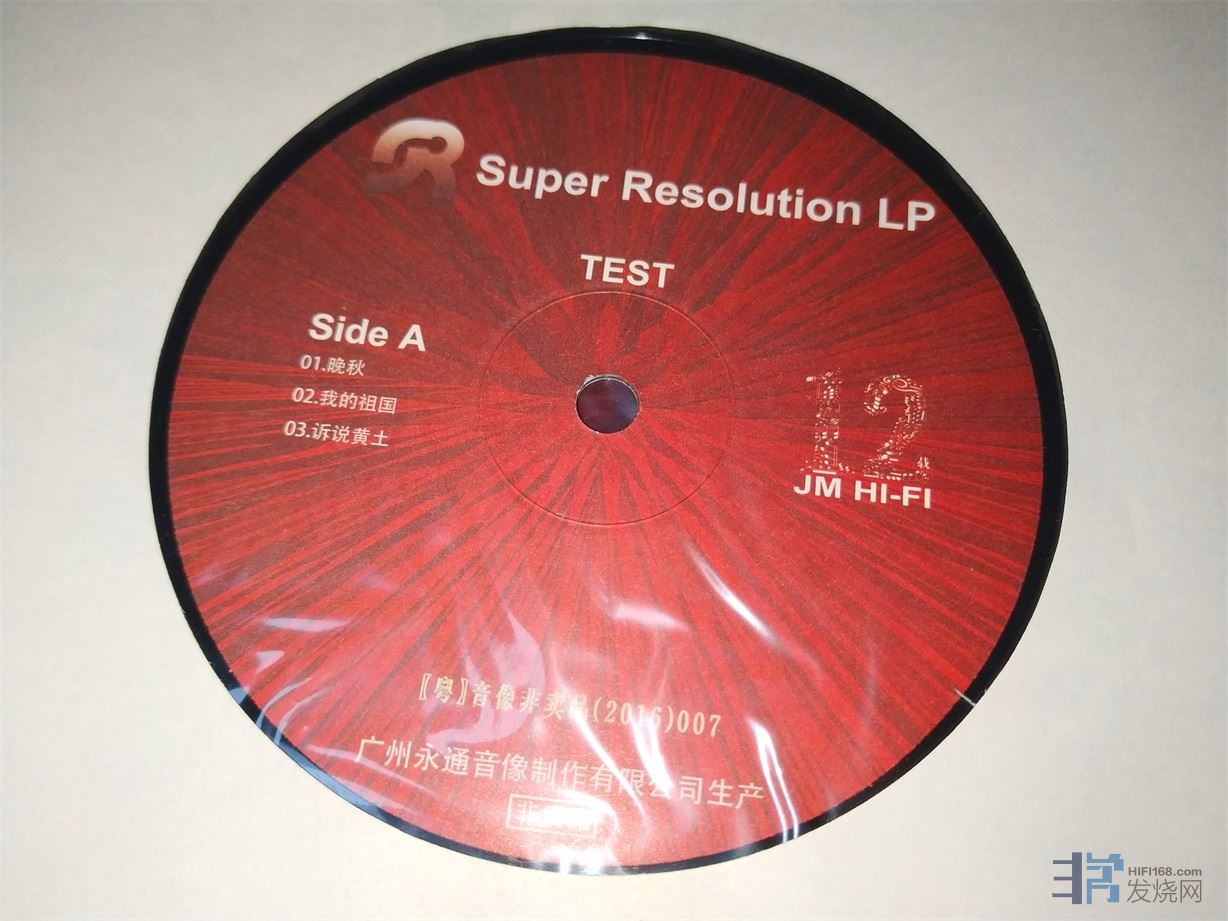 SR
Super Resolution LP
TEST
Side A
01.晚秋
02.我的祖国
03.诉说黄土
12
载
JM HI-FI
〖粤〗音像非卖品(2016)007
广州永通音像制作有限公司生产
HIFI168.com
发烧网